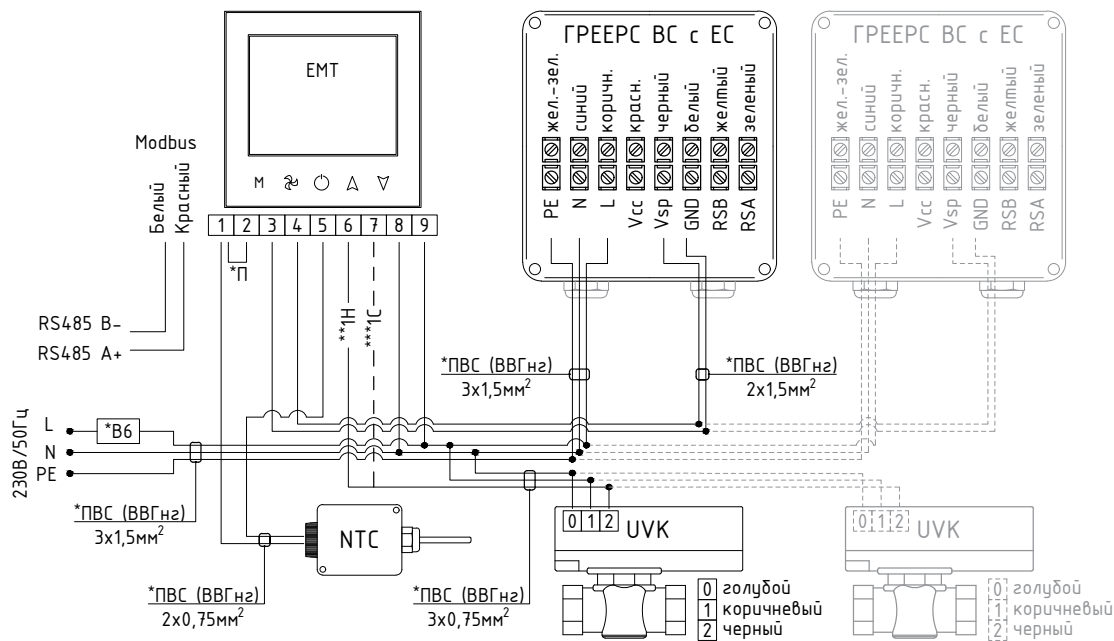 EMT
M
Modbus
Белый
Красный
1 2 3 4 5 6 7 8 9
*П
**1Н
***1С
RS485 B-
RS485 A+
230В/50Гц
L
N
PE
*В6
*ПВС (ВВГнг)
3х1,5мм²
*ПВС (ВВГнг)
2х0,75мм²
NTC
*ПВС (ВВГнг)
3х0,75мм²
ГРЕЕРС ВС с ЕС
жел.-зел.
синий
коричн.
красн.
черный
белый
желтый
зеленый
PE
N
L
Vcc
Vsp
GND
RSB
RSA
*ПВС (ВВГнг)
3х1,5мм²
*ПВС (ВВГнг)
2х1,5мм²
0 1 2
UVK
0 голубой
1 коричневый
2 черный
ГРЕЕРС ВС с ЕС
жел.-зел.
синий
коричн.
красн.
черный
белый
желтый
зеленый
PE
N
L
Vcc
Vsp
GND
RSB
RSA
0 1 2
UVK
0 голубой
1 коричневый
2 черный